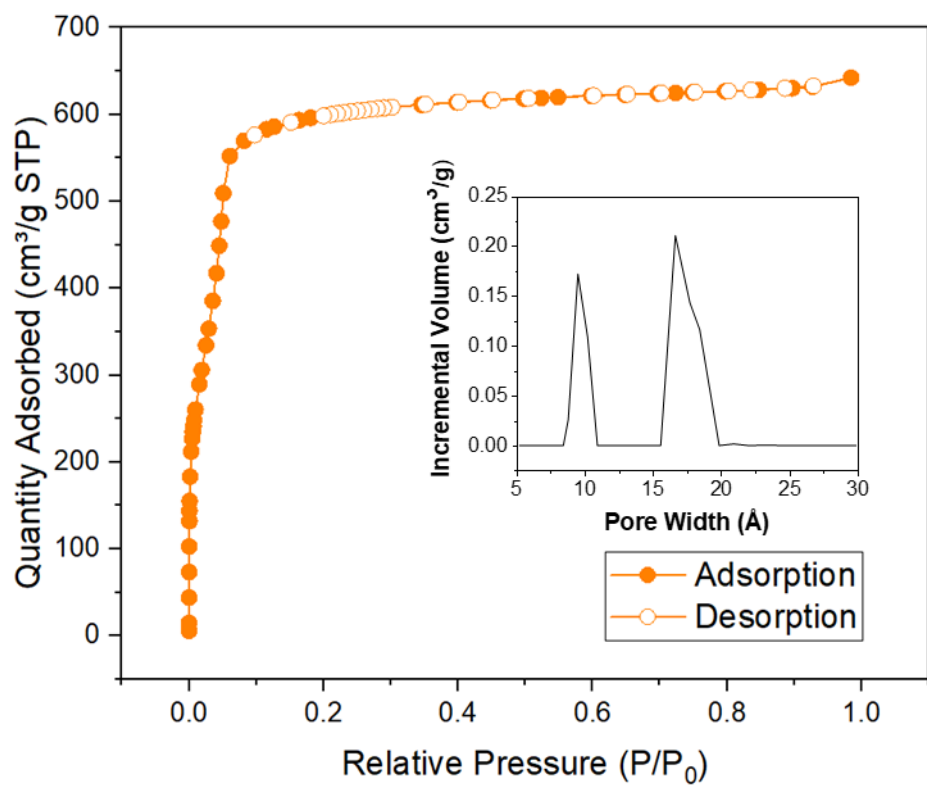 700
600
500
400
300
200
100
0
Quantity Adsorbed (cm³/g STP)
0.0 0.2 0.4 0.6 0.8 1.0
Relative Pressure (P/P₀)
0.25
0.20
0.15
0.10
0.05
0.00
Incremental Volume (cm³/g)
5 10 15 20 25 30
Pore Width (Å)
Adsorption
Desorption